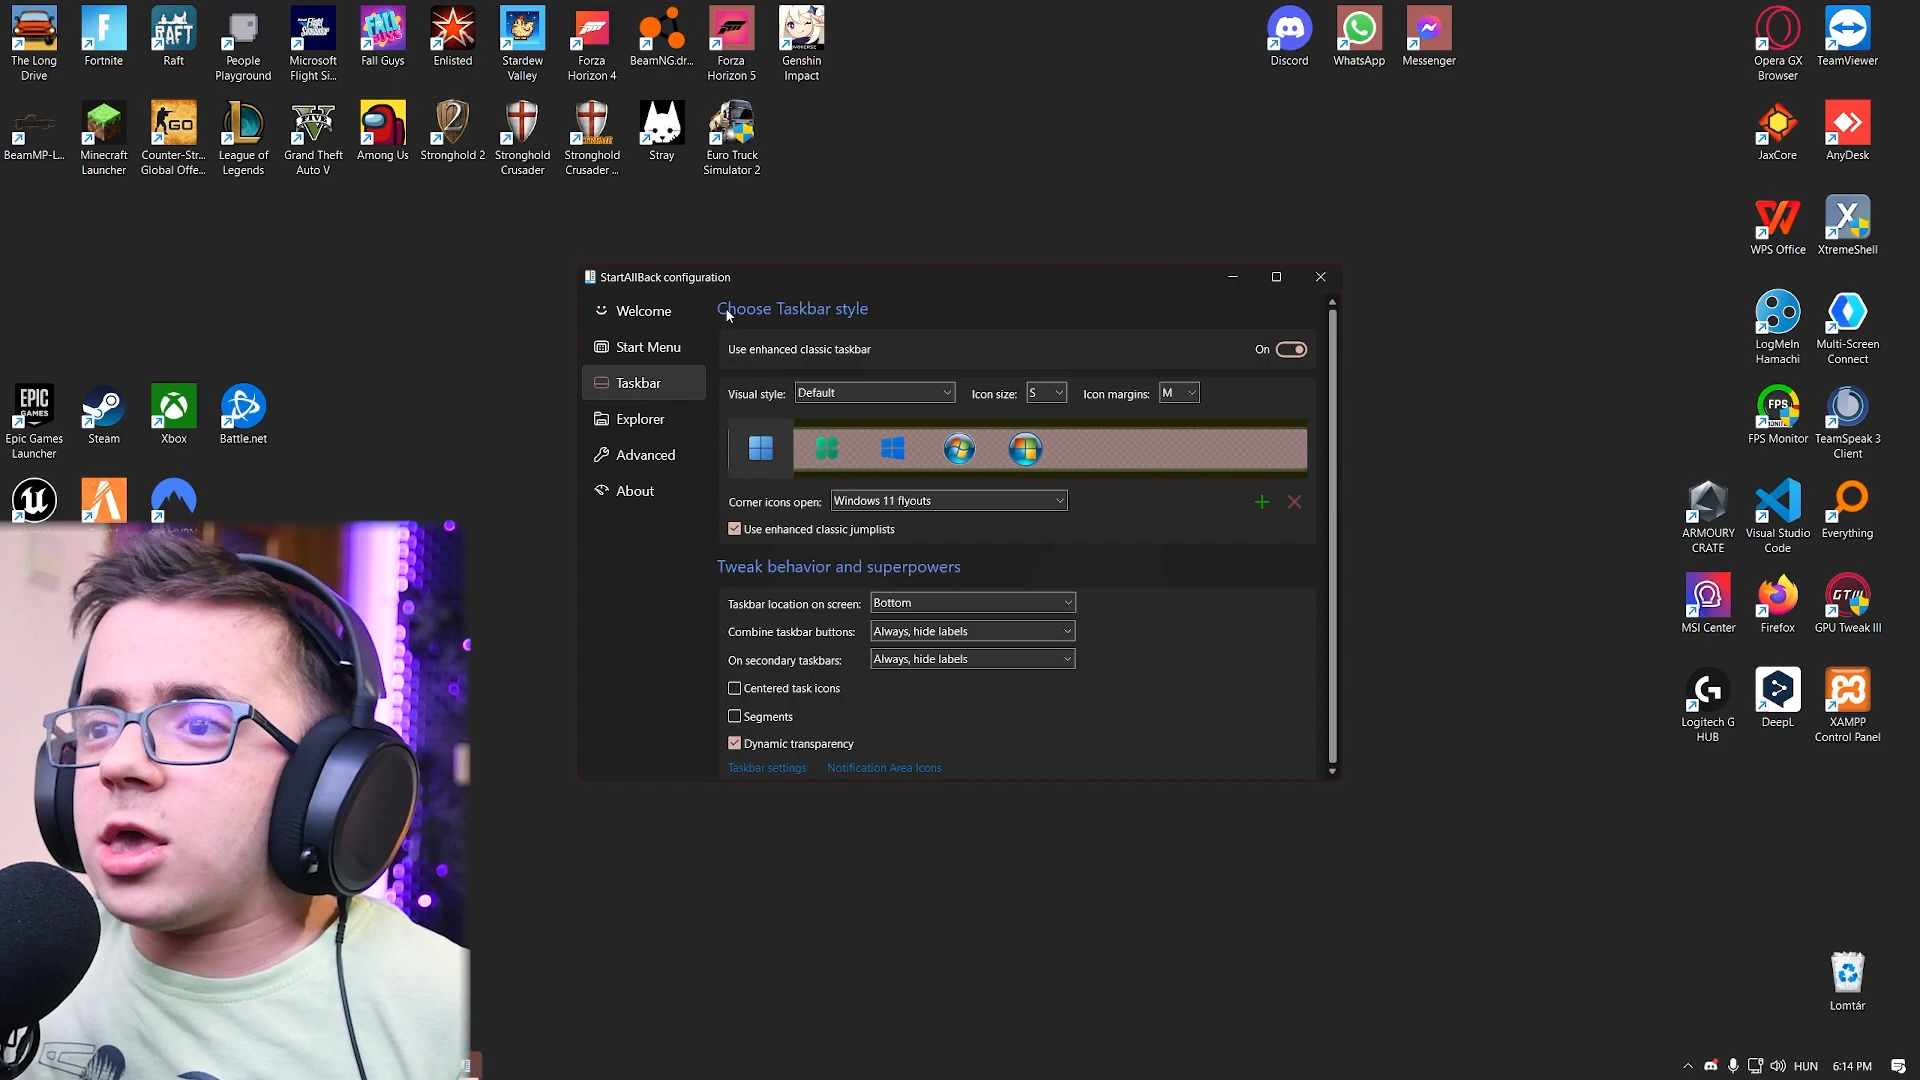 The Long
Drive
Fortnite
Raft
People
Playground
Microsoft
Flight Si...
Fall Guys
Enlisted
Stardew
Valley
Forza
Horizon 4
BeamNG.dr...
Forza
Horizon 5
Genshin
Impact
Discord
WhatsApp
Messenger
Opera GX
Browser
TeamViewer
BeamMP-L...
Minecraft
Launcher
Counter-Str...
Global Offe...
League of
Legends
Grand Theft
Auto V
Among Us
Stronghold 2
Stronghold
Crusader
Stronghold
Crusader ...
Stray
Euro Truck
Simulator 2
JaxCore
AnyDesk
WPS Office
XtremeShell
LogMeIn
Hamachi
Multi-Screen
Connect
Epic Games
Launcher
Steam
Xbox
Battle.net
FPS Monitor
TeamSpeak 3
Client
ARMOURY
CRATE
Visual Studio
Code
Everything
MSI Center
Firefox
GPU Tweak III
Logitech G
HUB
DeepL
XAMPP
Control Panel
Lomtár
StartAllBack configuration
Welcome
Start Menu
Taskbar
Explorer
Advanced
About
Choose Taskbar style
Use enhanced classic taskbar
On
Visual style: Default Icon size: S Icon margins: M
Corner icons open: Windows 11 flyouts
Use enhanced classic jumplists
Tweak behavior and superpowers
Taskbar location on screen: Bottom
Combine taskbar buttons: Always, hide labels
On secondary taskbars: Always, hide labels
Centered task icons
Segments
Dynamic transparency
Taskbar settings Notification Area Icons
HUN 6:14 PM